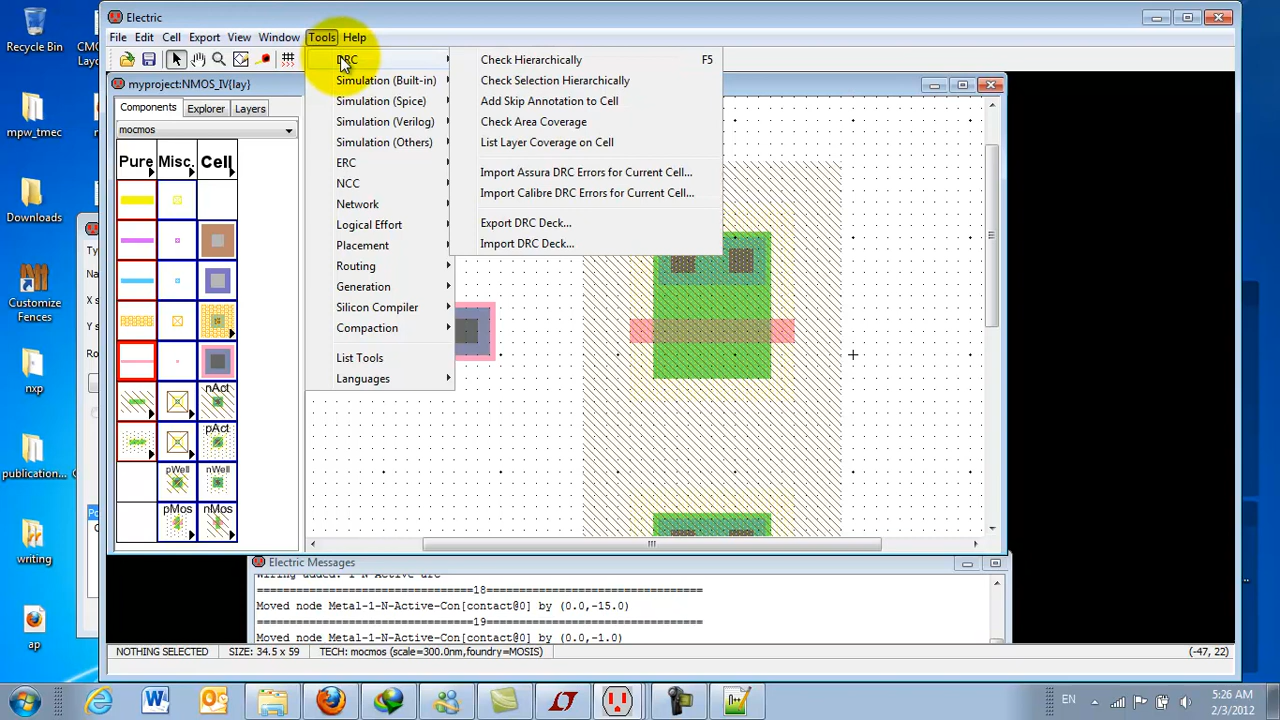 Electric
File Edit Cell Export View Window Tools Help
myproject:NMOS_IV{lay}
Components Explorer Layers
mocmos
Pure Misc. Cell
nAct
pAct
pWell nWell
pMos nMos
DRC
Simulation (Built-in)
Simulation (Spice)
Simulation (Verilog)
Simulation (Others)
ERC
NCC
Network
Logical Effort
Placement
Routing
Generation
Silicon Compiler
Compaction
List Tools
Languages
Check Hierarchically F5
Check Selection Hierarchically
Add Skip Annotation to Cell
Check Area Coverage
List Layer Coverage on Cell
Import Assura DRC Errors for Current Cell...
Import Calibre DRC Errors for Current Cell...
Export DRC Deck...
Import DRC Deck...
Electric Messages
Wiring added: 1 N-Active arc
=================================18=================================
Moved node Metal-1-N-Active-Con[contact@0] by (0.0,-15.0)
=================================19=================================
Moved node Metal-1-N-Active-Con[contact@0] by (0.0,-1.0)
NOTHING SELECTED SIZE: 34.5 x 59 TECH: mocmos (scale=300.0nm,foundry=MOSIS) (-47, 22)
Recycle Bin
mpw_tmec
Downloads
Customize
Fences
nxp
publication...
writing
ap
EN
5:26 AM
2/3/2012